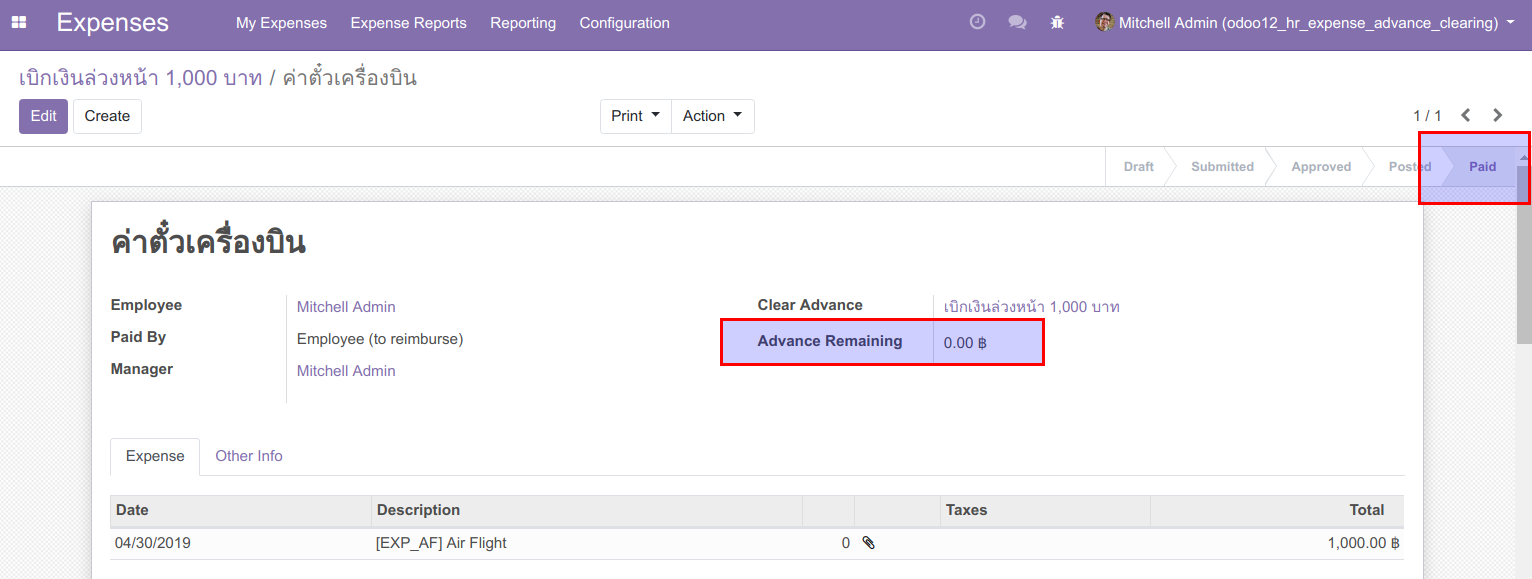 Expenses My Expenses Expense Reports Reporting Configuration Mitchell Admin (odoo12_hr_expense_advance_clearing)
เบิกเงินล่วงหน้า 1,000 บาท / ค่าตั๋วเครื่องบิน
Edit Create Print Action 1 / 1
Draft Submitted Approved Posted Paid
ค่าตั๋วเครื่องบิน
Employee Mitchell Admin Clear Advance เบิกเงินล่วงหน้า 1,000 บาท
Paid By Employee (to reimburse) Advance Remaining 0.00 ฿
Manager Mitchell Admin
Expense Other Info
Date Description Taxes Total
04/30/2019 [EXP_AF] Air Flight 0 1,000.00 ฿